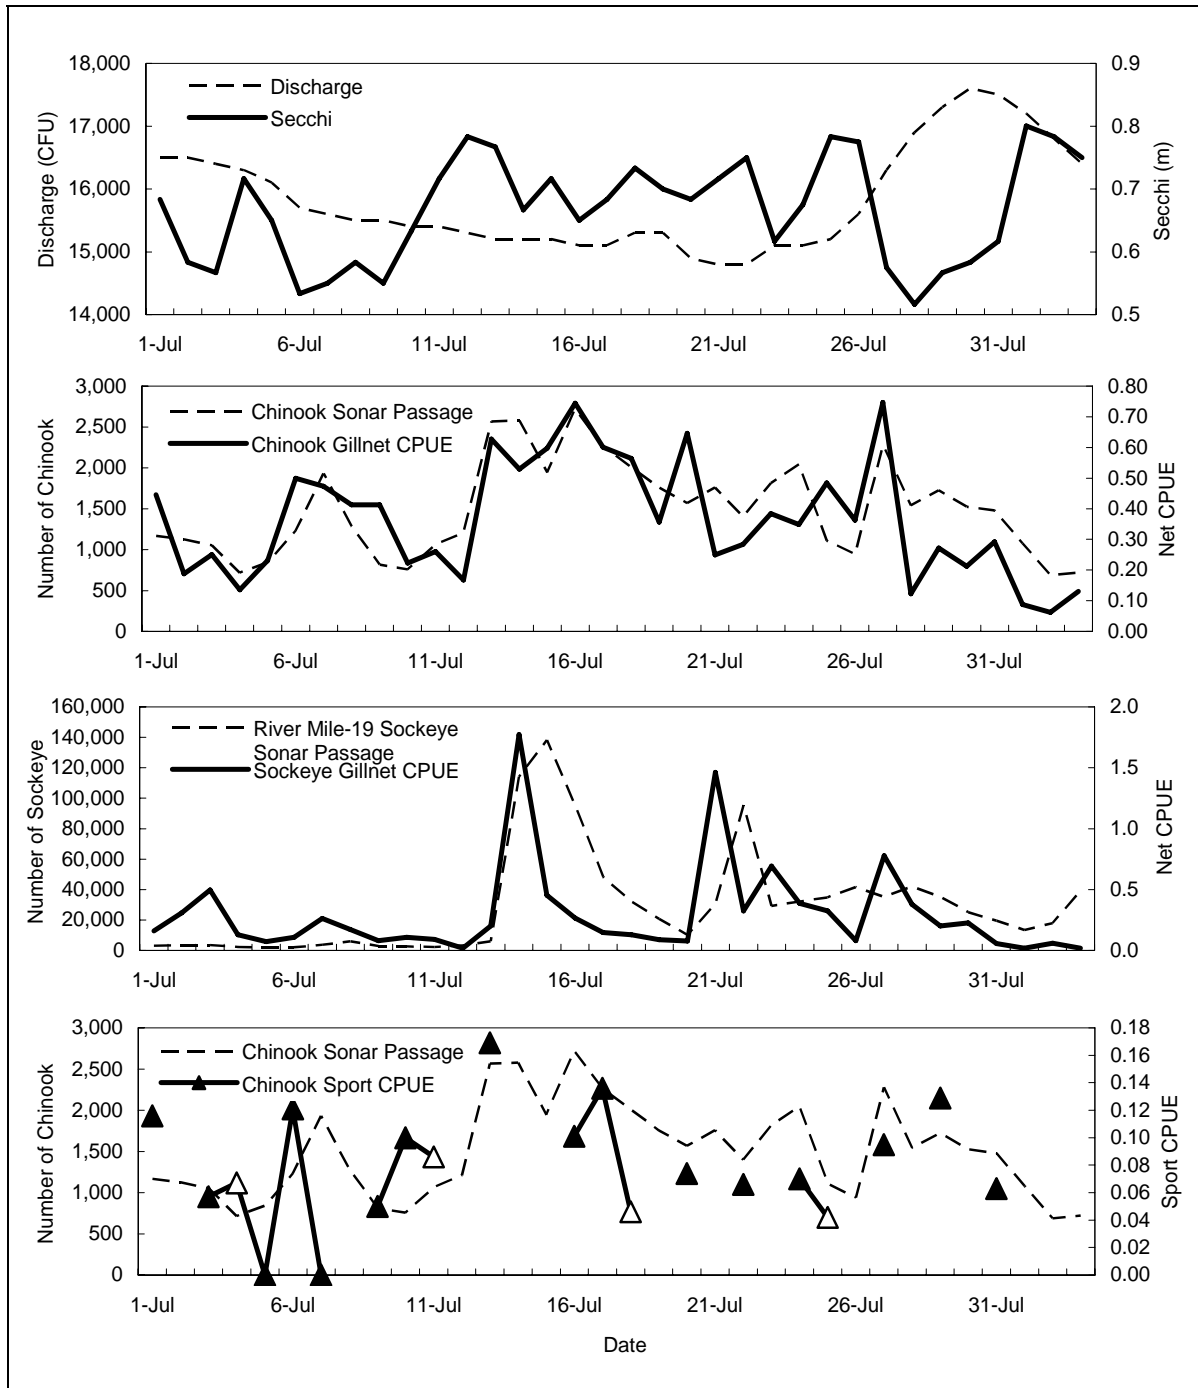 Discharge (CFU)
18,000
17,000
16,000
15,000
14,000
Discharge
Secchi
0.9
0.8
0.7
0.6
0.5
Secchi (m)
1-Jul 6-Jul 11-Jul 16-Jul 21-Jul 26-Jul 31-Jul
Number of Chinook
3,000
2,500
2,000
1,500
1,000
500
0
Chinook Sonar Passage
Chinook Gillnet CPUE
0.80
0.70
0.60
0.50
0.40
0.30
0.20
0.10
0.00
Net CPUE
1-Jul 6-Jul 11-Jul 16-Jul 21-Jul 26-Jul 31-Jul
Number of Sockeye
160,000
140,000
120,000
100,000
80,000
60,000
40,000
20,000
0
River Mile-19 Sockeye
Sonar Passage
Sockeye Gillnet CPUE
2.0
1.5
1.0
0.5
0.0
Net CPUE
1-Jul 6-Jul 11-Jul 16-Jul 21-Jul 26-Jul 31-Jul
Number of Chinook
3,000
2,500
2,000
1,500
1,000
500
0
Chinook Sonar Passage
Chinook Sport CPUE
0.18
0.16
0.14
0.12
0.10
0.08
0.06
0.04
0.02
0.00
Sport CPUE
1-Jul 6-Jul 11-Jul 16-Jul 21-Jul 26-Jul 31-Jul
Date